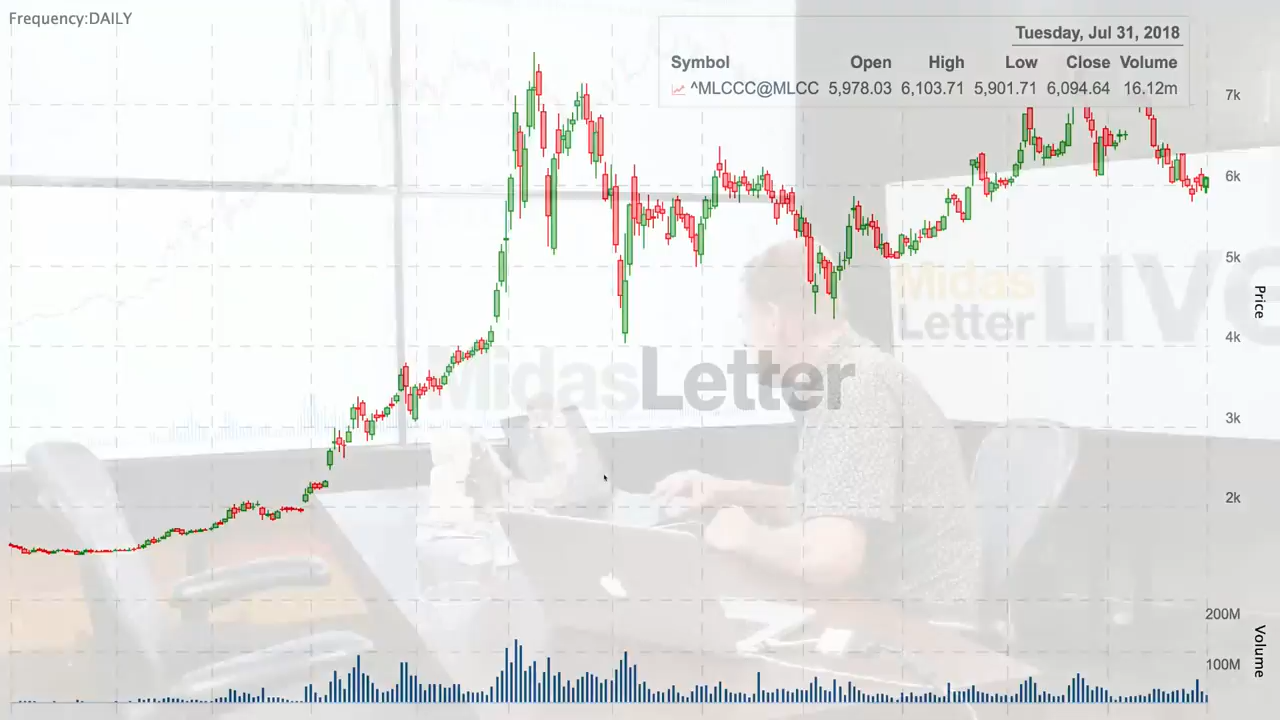 Frequency:DAILY
Tuesday, Jul 31, 2018
Symbol Open High Low Close Volume
^MLCCC@MLCC 5,978.03 6,103.71 5,901.71 6,094.64 16.12m
7k
6k
5k
Price
4k
3k
2k
Midas
Letter LIVE
MidasLetter
200M
100M
Volume